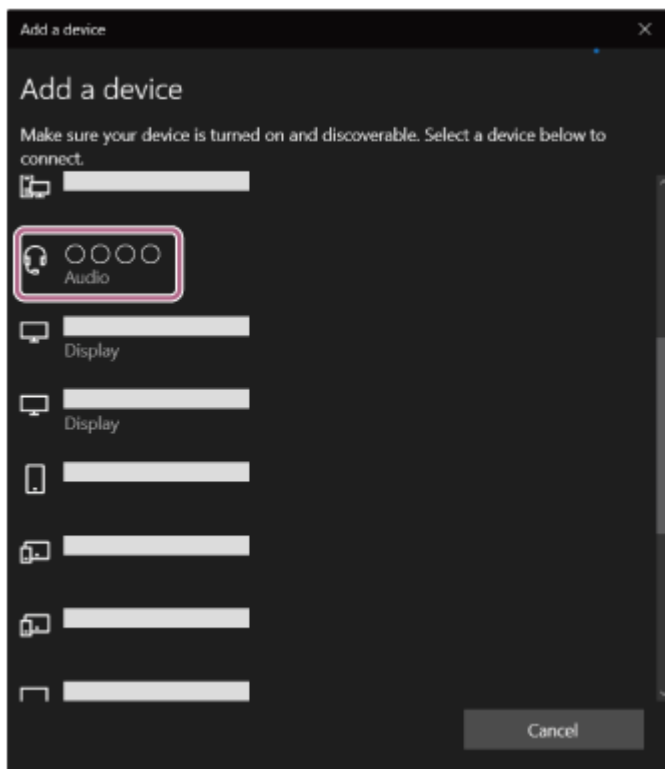 Add a device
Add a device
Make sure your device is turned on and discoverable. Select a device below to
connect.
○○○○
Audio
Display
Display
Cancel